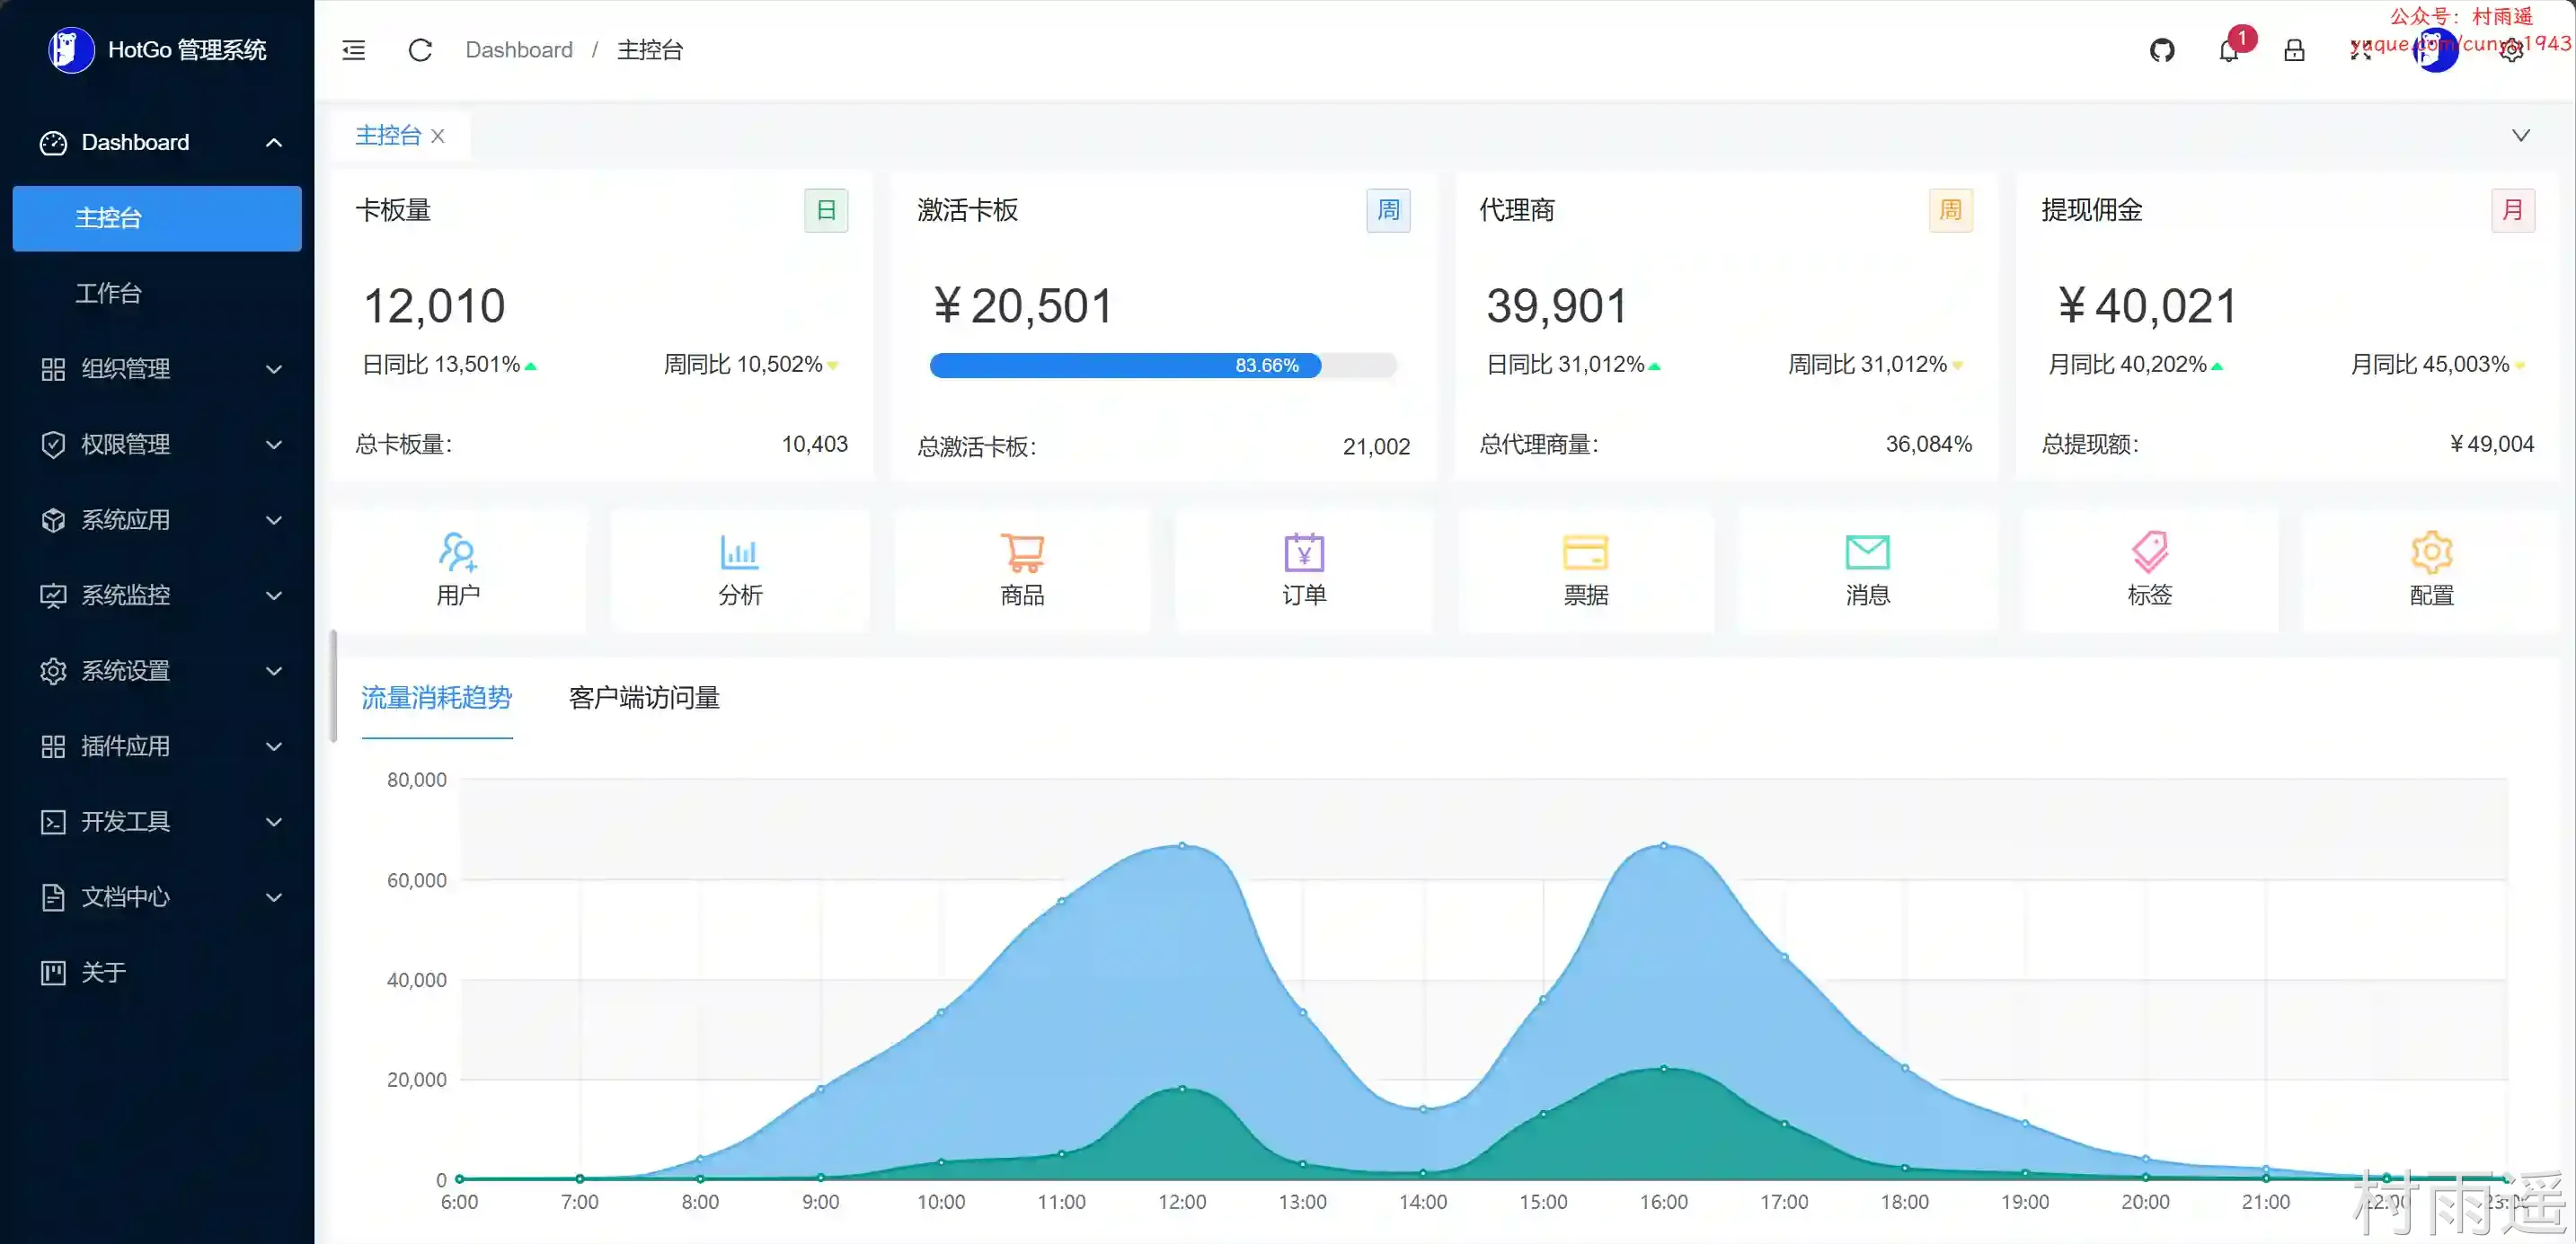 公众号：村雨遥
yuque.com/cunyu1943
HotGo 管理系统
Dashboard / 主控台
1
Dashboard
主控台
工作台
组织管理
权限管理
系统应用
系统监控
系统设置
插件应用
开发工具
文档中心
关于
主控台
卡板量 日
12,010
日同比 13,501% 周同比 10,502%
总卡板量： 10,403
激活卡板 周
¥20,501
83.66%
总激活卡板： 21,002
代理商 周
39,901
日同比 31,012% 周同比 31,012%
总代理商量： 36,084%
提现佣金 月
¥40,021
月同比 40,202% 月同比 45,003%
总提现额： ¥49,004
用户 分析 商品 订单 票据 消息 标签 配置
流量消耗趋势 客户端访问量
80,000
60,000
40,000
20,000
0
6:00 7:00 8:00 9:00 10:00 11:00 12:00 13:00 14:00 15:00 16:00 17:00 18:00 19:00 20:00 21:00 22:00 23:00
村雨遥